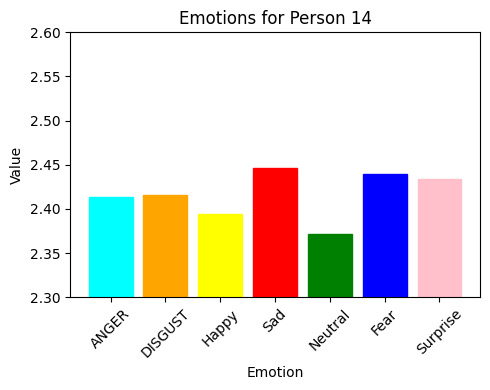 Emotions for Person 14
Value
2.60
2.55
2.50
2.45
2.40
2.35
2.30
ANGER
DISGUST
Happy
Sad
Neutral
Fear
Surprise
Emotion